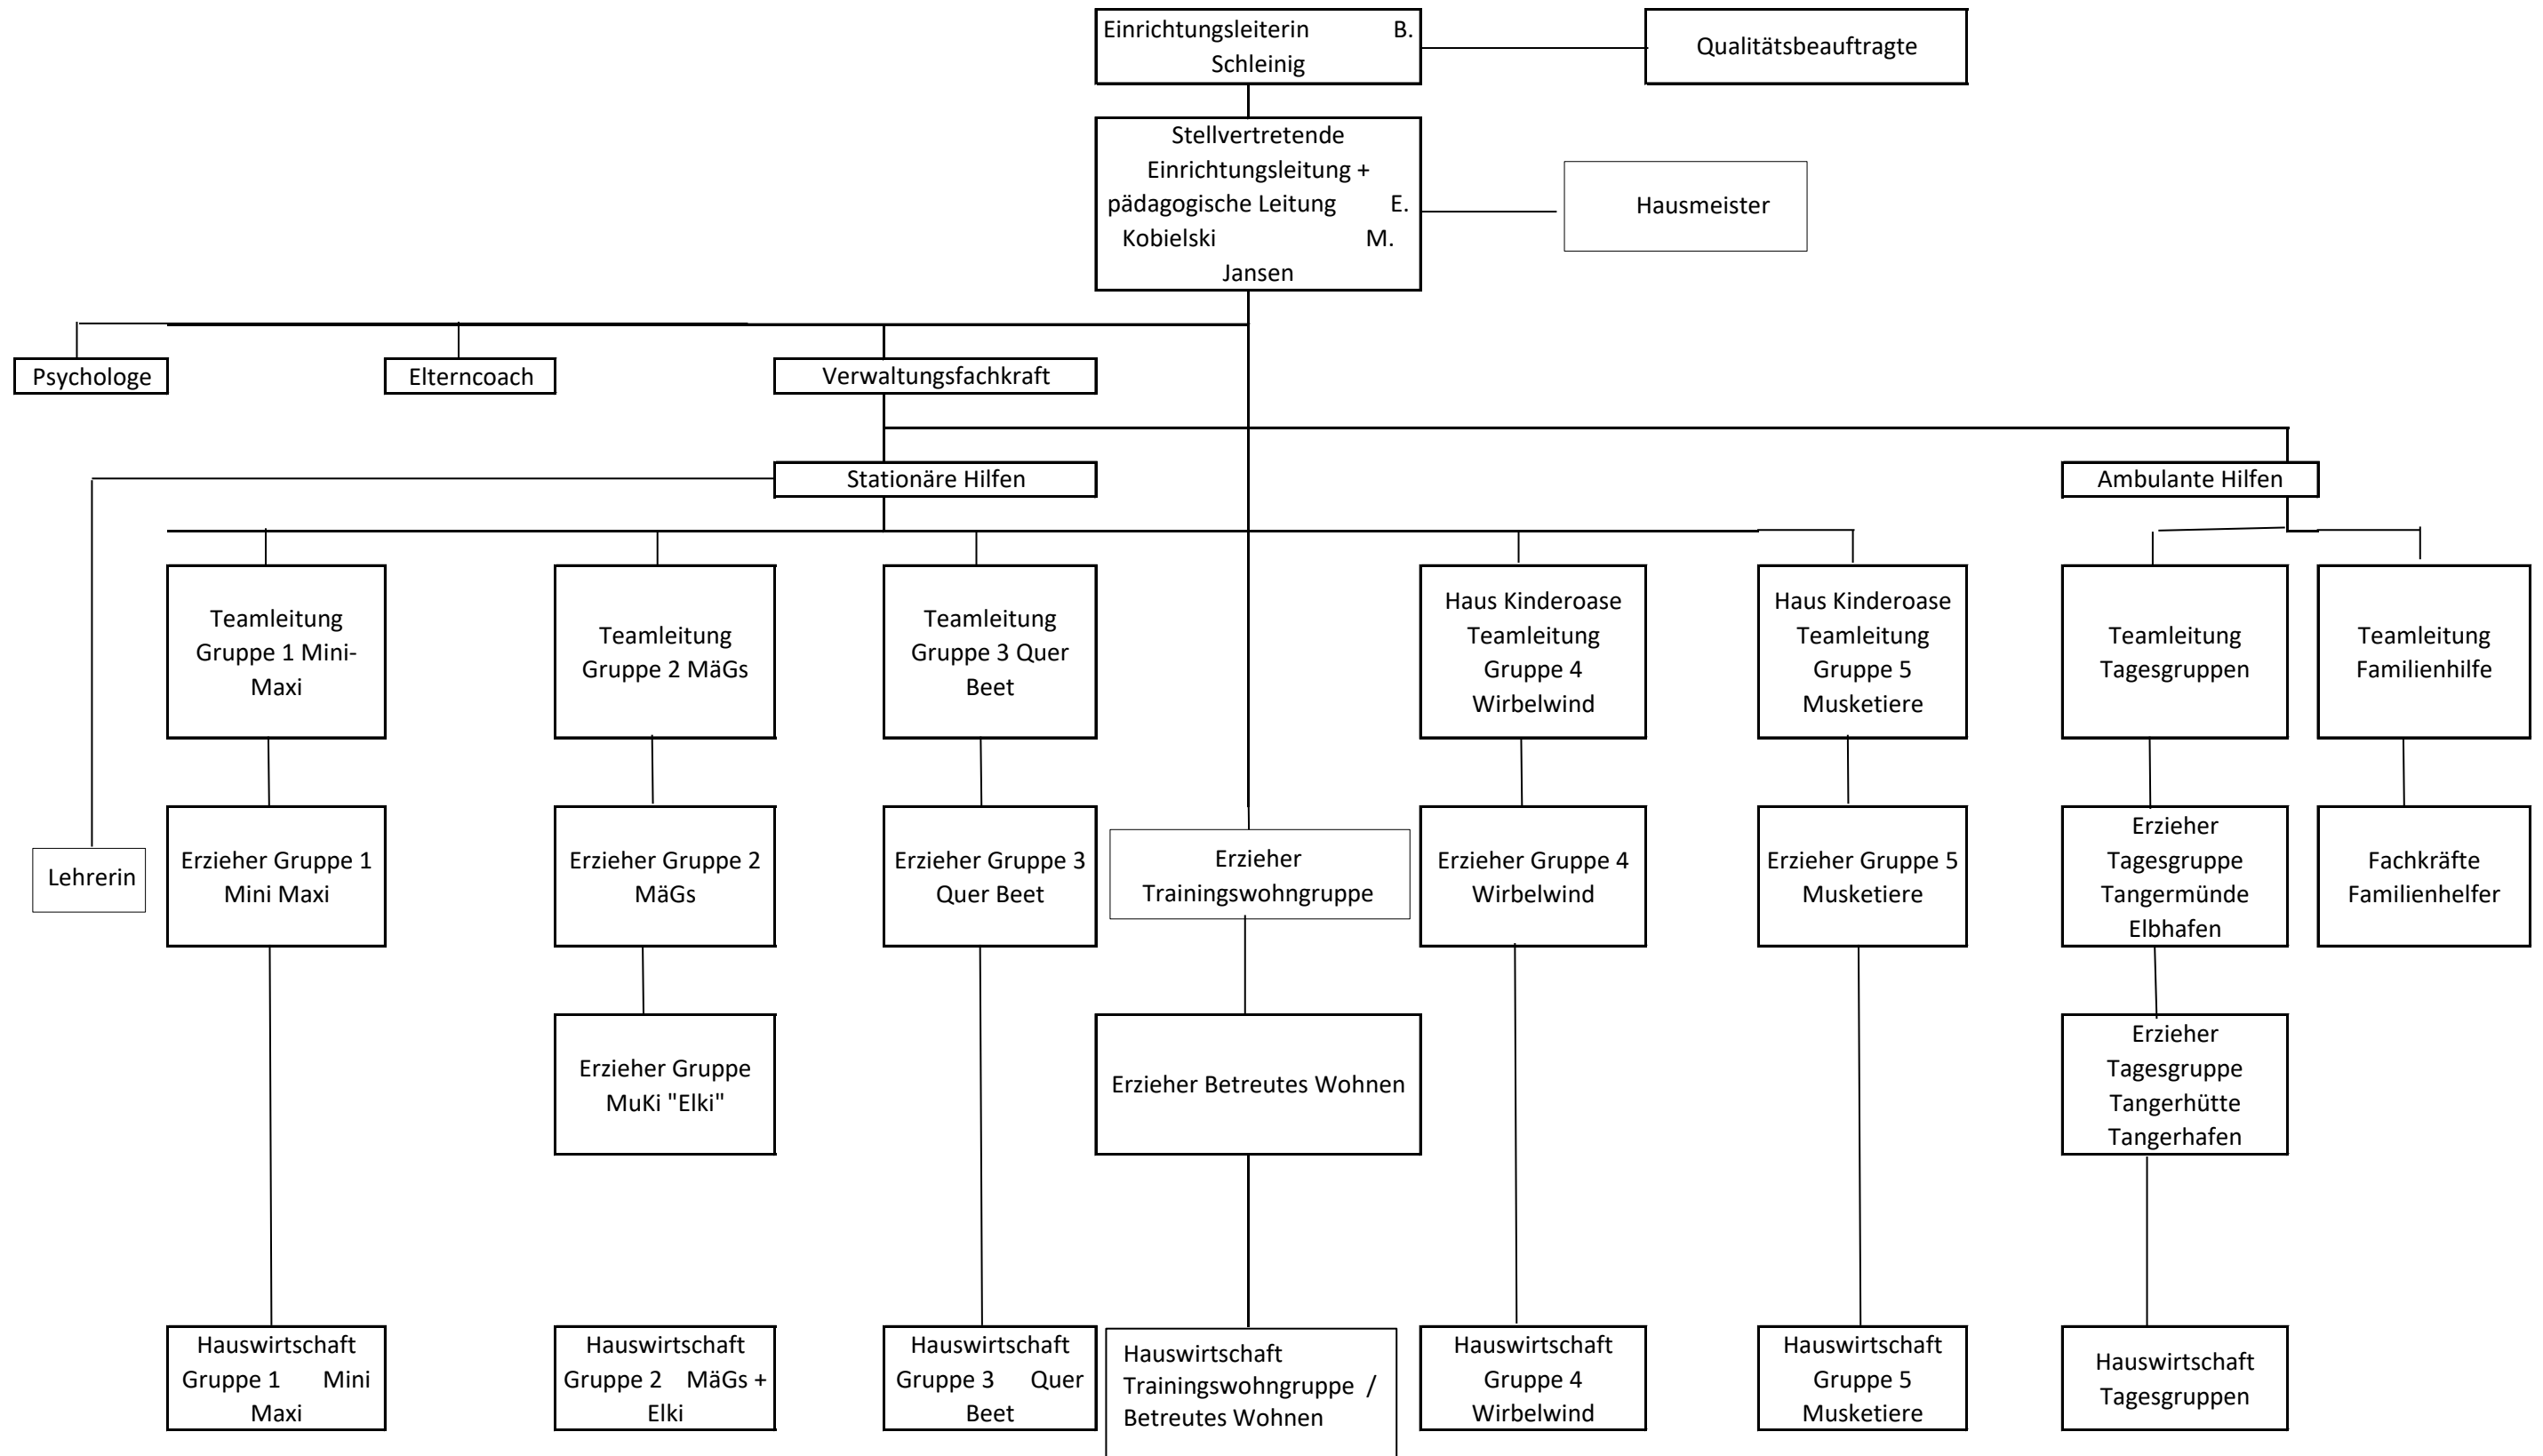 Einrichtungsleiterin B.
Schleinig
Qualitätsbeauftragte
Stellvertretende
Einrichtungsleitung +
pädagogische Leitung E.
Kobielski M.
Jansen
Hausmeister
Psychologe
Elterncoach
Verwaltungsfachkraft
Stationäre Hilfen
Ambulante Hilfen
Teamleitung
Gruppe 1 Mini-
Maxi
Teamleitung
Gruppe 2 MäGs
Teamleitung
Gruppe 3 Quer
Beet
Haus Kinderoase
Teamleitung
Gruppe 4
Wirbelwind
Haus Kinderoase
Teamleitung
Gruppe 5
Musketiere
Teamleitung
Tagesgruppen
Teamleitung
Familienhilfe
Lehrerin
Erzieher Gruppe 1
Mini Maxi
Erzieher Gruppe 2
MäGs
Erzieher Gruppe 3
Quer Beet
Erzieher
Trainingswohngruppe
Erzieher Gruppe 4
Wirbelwind
Erzieher Gruppe 5
Musketiere
Erzieher
Tagesgruppe
Tangermünde
Elbhafen
Fachkräfte
Familienhelfer
Erzieher Gruppe
MuKi "Elki"
Erzieher Betreutes Wohnen
Erzieher
Tagesgruppe
Tangerhütte
Tangerhafen
Hauswirtschaft
Gruppe 1 Mini
Maxi
Hauswirtschaft
Gruppe 2 MäGs +
Elki
Hauswirtschaft
Gruppe 3 Quer
Beet
Hauswirtschaft
Trainingswohngruppe /
Betreutes Wohnen
Hauswirtschaft
Gruppe 4
Wirbelwind
Hauswirtschaft
Gruppe 5
Musketiere
Hauswirtschaft
Tagesgruppen